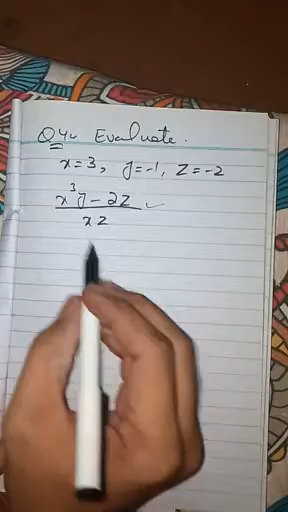 Q4. Evaluate.
x=3, y=-1, z=-2
x³y-2z
xz